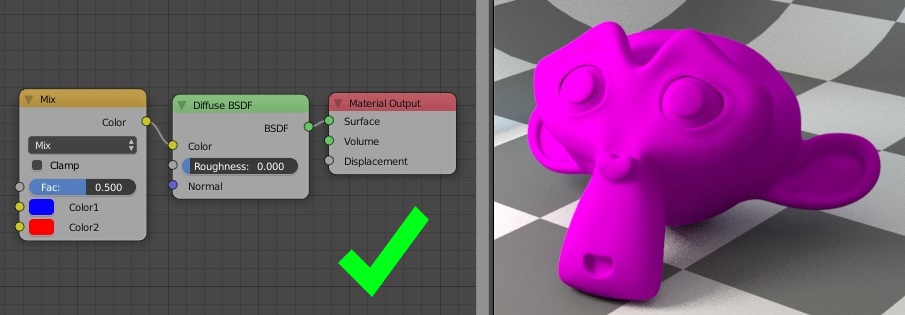 Mix
Color
Mix
Clamp
Fac: 0.500
Color1
Color2
Diffuse BSDF
BSDF
Color
Roughness: 0.000
Normal
Material Output
Surface
Volume
Displacement